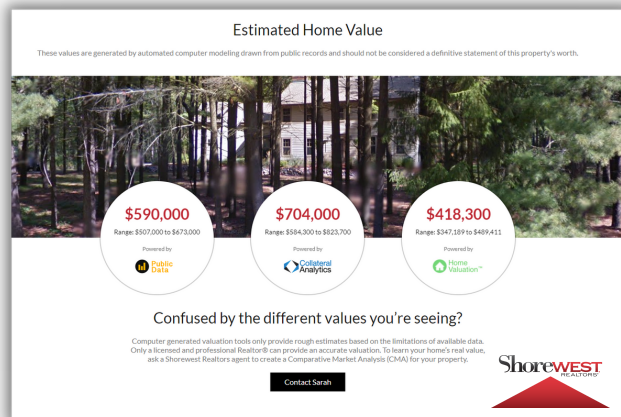 Estimated Home Value
These values are generated by automated computer modeling drawn from public records and should not be considered a definitive statement of this property's worth.
$590,000
Range: $507,000 to $673,000
Powered by
Public
Data
$704,000
Range: $584,300 to $823,700
Powered by
Collateral
Analytics
$418,300
Range: $347,189 to $489,411
Powered by
Home
Valuation™
Confused by the different values you're seeing?
Computer generated valuation tools only provide rough estimates based on the limitations of available data.
Only a licensed and professional Realtor® can provide an accurate valuation. To learn your home's real value,
ask a Shorewest Realtors agent to create a Comparative Market Analysis (CMA) for your property.
Contact Sarah
ShoreWEST
REALTORS®